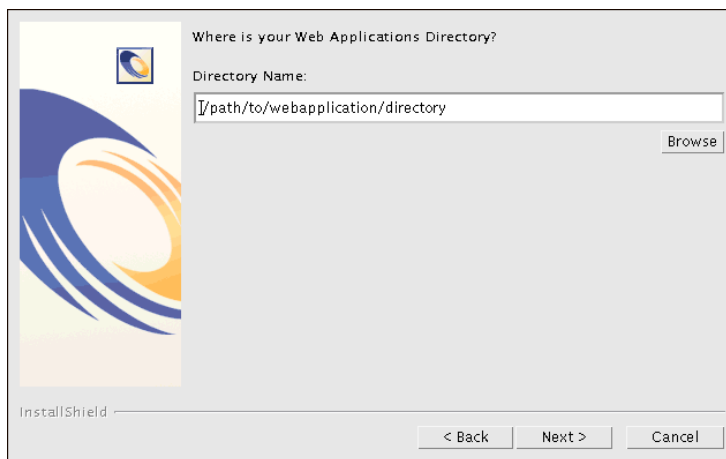 Where is your Web Applications Directory?
Directory Name:
/path/to/webapplication/directory
Browse
InstallShield
< Back
Next >
Cancel